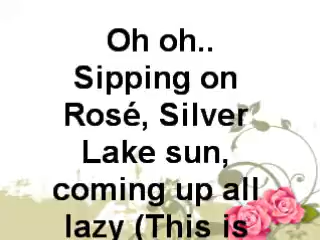 Oh oh..
Sipping on
Rosé, Silver
Lake sun,
coming up all
lazy (This is